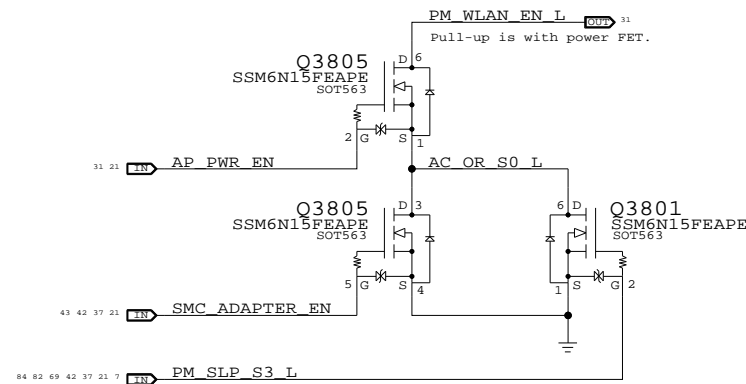 PM_WLAN_EN_L
OUT 31
Pull-up is with power FET.
D 6
Q3805
SSM6N15FEAPE
SOT563
2 G S
1
31 21 IN AP_PWR_EN
AC_OR_S0_L
D 3
Q3805
SSM6N15FEAPE
SOT563
5 G S
4
6 D
Q3801
SSM6N15FEAPE
SOT563
1 S G 2
43 42 37 21 IN SMC_ADAPTER_EN
84 82 69 42 37 21 7 IN PM_SLP_S3_L